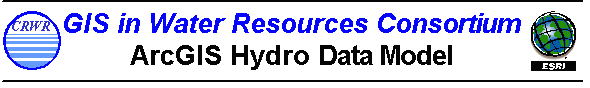 CRWR
GIS in Water Resources Consortium
ArcGIS Hydro Data Model
ESRI